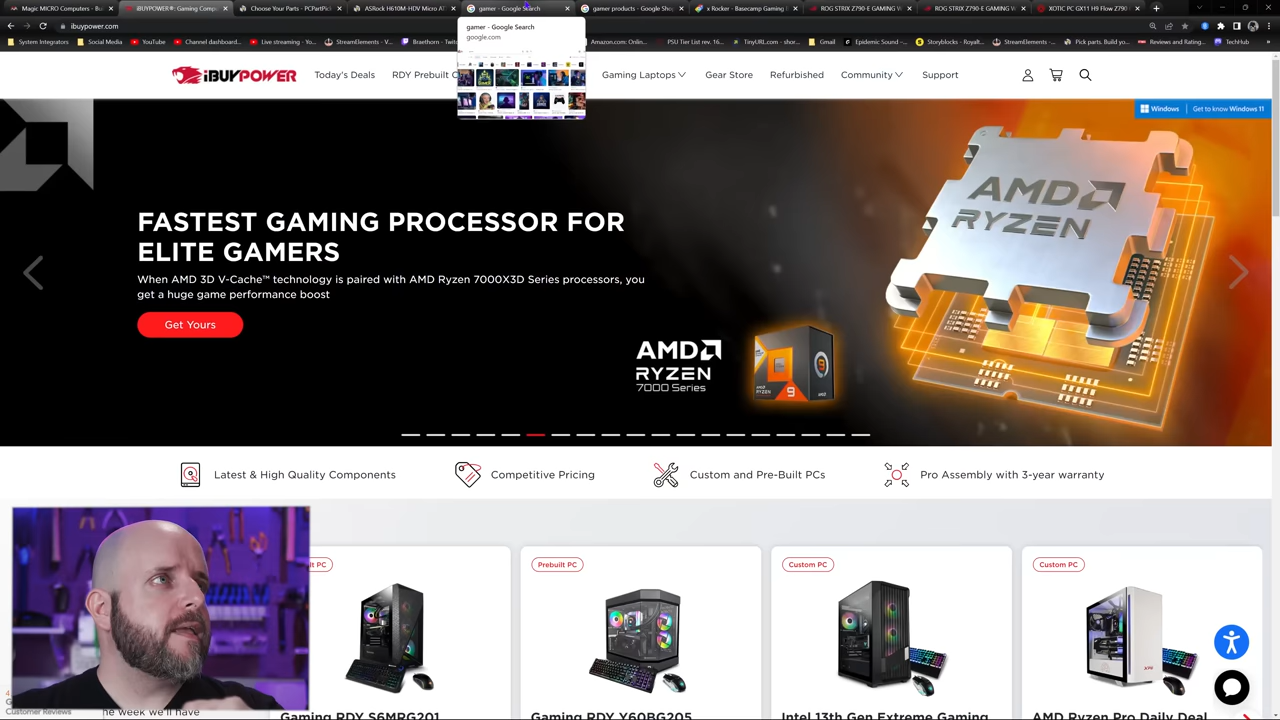 Magic MICRO Computers - Bu
iBUYPOWER®: Gaming Comp
Choose Your Parts - PCPartPick
ASRock H610M-HDV Micro AT
gamer - Google Search
gamer products - Google Sho
x Rocker - Basecamp Gaming
ROG STRIX Z790-E GAMING V
ROG STRIX Z790-E GAMING V
XOTIC PC GX11 H9 Flow Z790
ibuypower.com
System Integrators
Social Media
YouTube
Channel dashboard...
Live streaming - Yo...
StreamElements - V...
Braethorn - Twitch
Amazon.com: Onlin...
PSU Tier List rev. 16...
TinyURL.com - shor...
Gmail
Epidemic Sound -...
Storyblocks - Royalt...
StreamElements -...
Pick parts. Build yo...
Reviews and Rating...
TechHub
gamer - Google Search
google.com
iBUYPOWER
Today's Deals
RDY Prebuilt
Gaming Laptops
Gear Store
Refurbished
Community
Support
Windows
Get to know Windows 11
FASTEST GAMING PROCESSOR FOR
ELITE GAMERS
When AMD 3D V-Cache™ technology is paired with AMD Ryzen 7000X3D Series processors, you
get a huge game performance boost
Get Yours
AMD
RYZEN
7000 Series
AMD
RYZEN
9
Latest & High Quality Components
Competitive Pricing
Custom and Pre-Built PCs
Pro Assembly with 3-year warranty
Prebuilt PC
Custom PC
Custom PC
Customer Reviews
he week we'll have
Gaming RDY S6MRG201
Gaming RDY Y60BG205
Intel 13th Gen Extreme Gaming
AMD Ryzen Pro Daily Deal